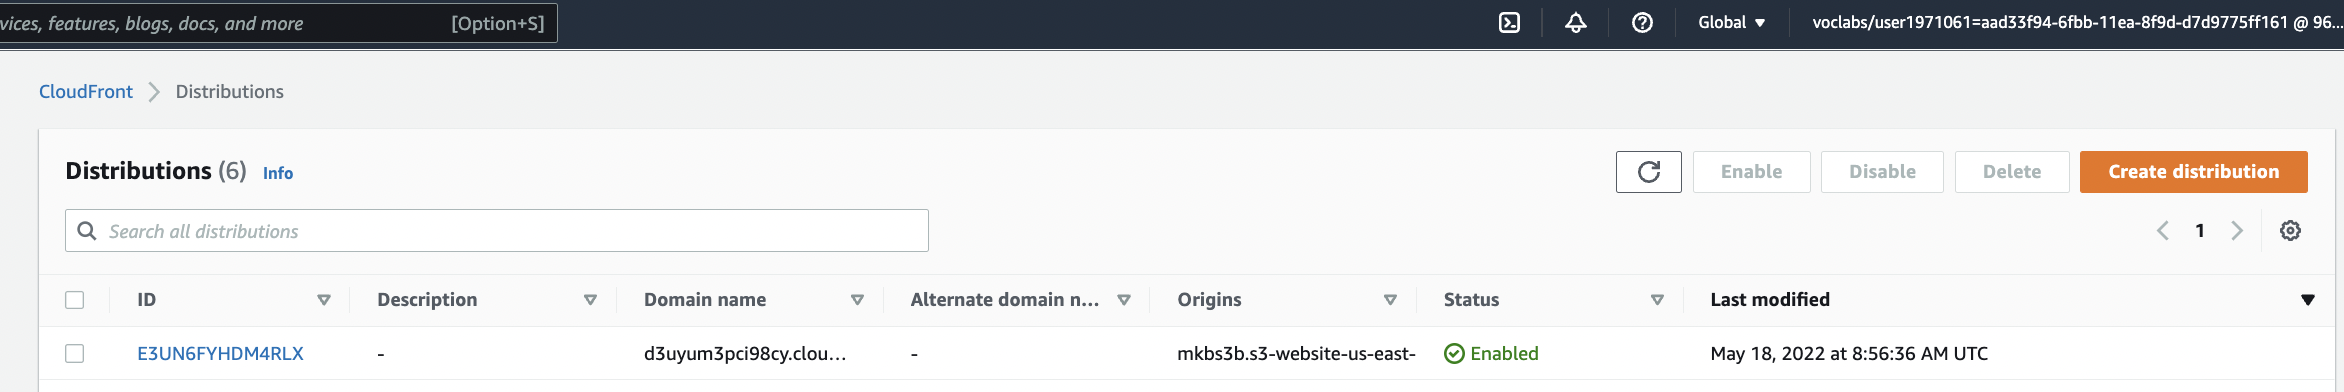 vices, features, blogs, docs, and more [Option+S] Global voclabs/user1971061=aad33f94-6fbb-11ea-8f9d-d7d9775ff161 @ 96...
CloudFront Distributions
Distributions (6) Info Enable Disable Delete Create distribution
Search all distributions 1
ID Description Domain name Alternate domain n... Origins Status Last modified
E3UN6FYHDM4RLX - d3uyum3pci98cy.clou... - mkbs3b.s3-website-us-east- Enabled May 18, 2022 at 8:56:36 AM UTC